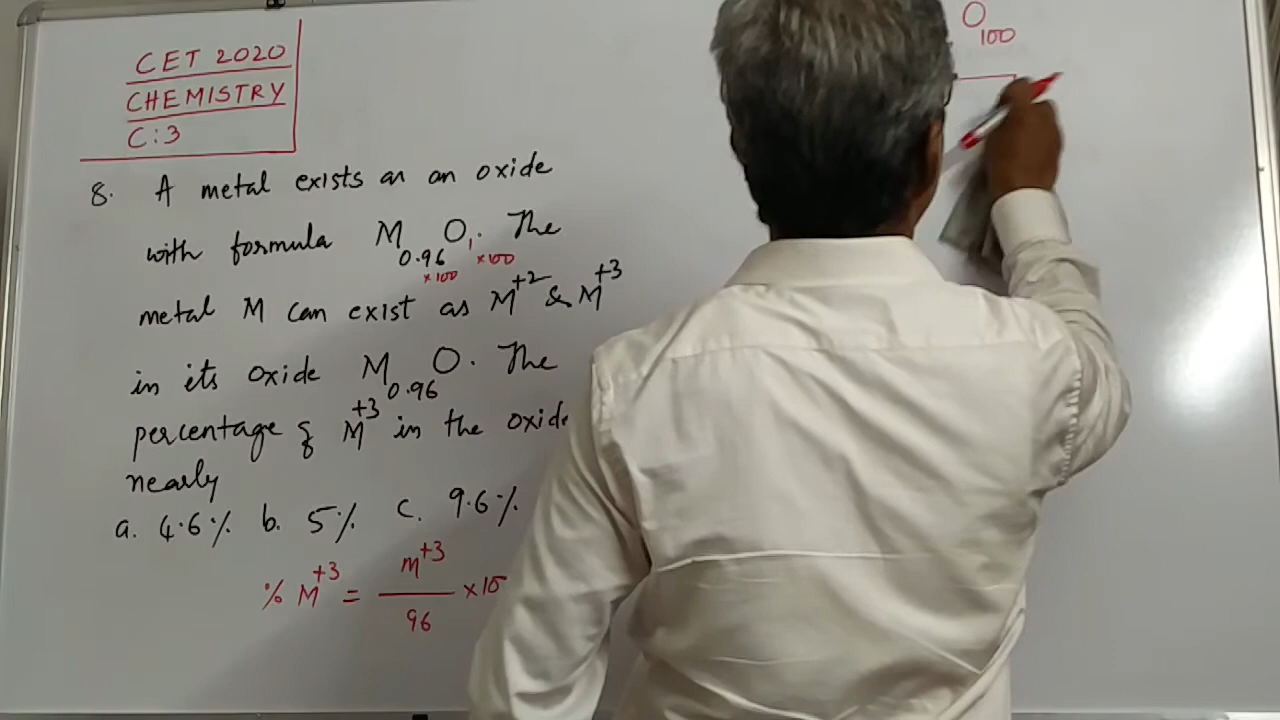 CET 2020
CHEMISTRY
C:3
8. A metal exists as an oxide
with formula M0.96 O1. The
×100 ×100
metal M can exist as M+2 & M+3
in its oxide M0.96 O. The
percentage of M+3 in the oxide
nearly
a. 4.6% b. 5% c. 9.6%
% M+3 = m+3 / 96 ×10
O100